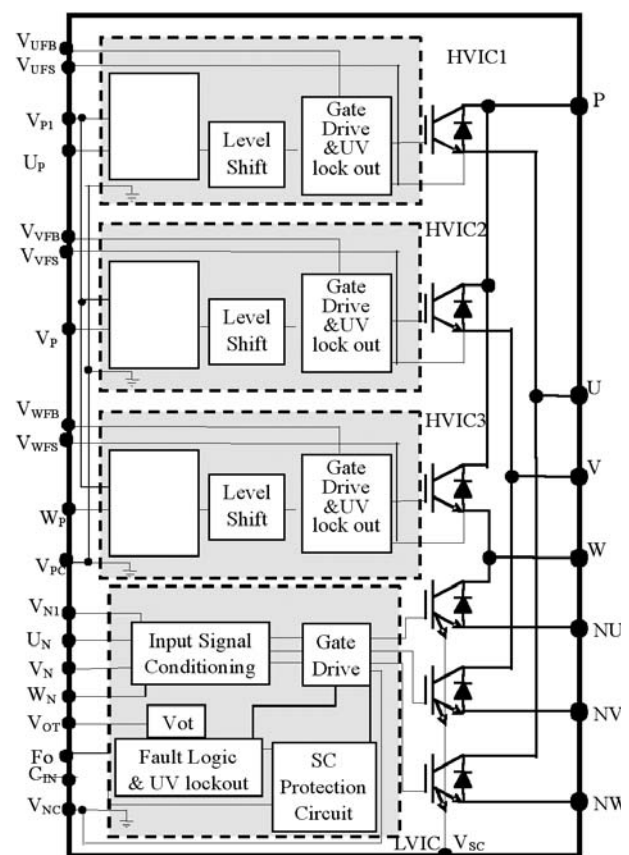 VUFB
VUFS
HVIC1
VP1
UP
Level
Shift
Gate
Drive
&UV
lock out
P
VVFB
VVFS
HVIC2
VP
Level
Shift
Gate
Drive
&UV
lock out
U
VWFB
VWFS
HVIC3
V
WP
Level
Shift
Gate
Drive
&UV
lock out
W
VPC
VN1
UN
Input Signal
Conditioning
Gate
Drive
NU
VN
WN
VOT
Vot
NV
Fo
Fault Logic
& UV lockout
SC
Protection
Circuit
CIN
VNC
NW
LVIC
VSC